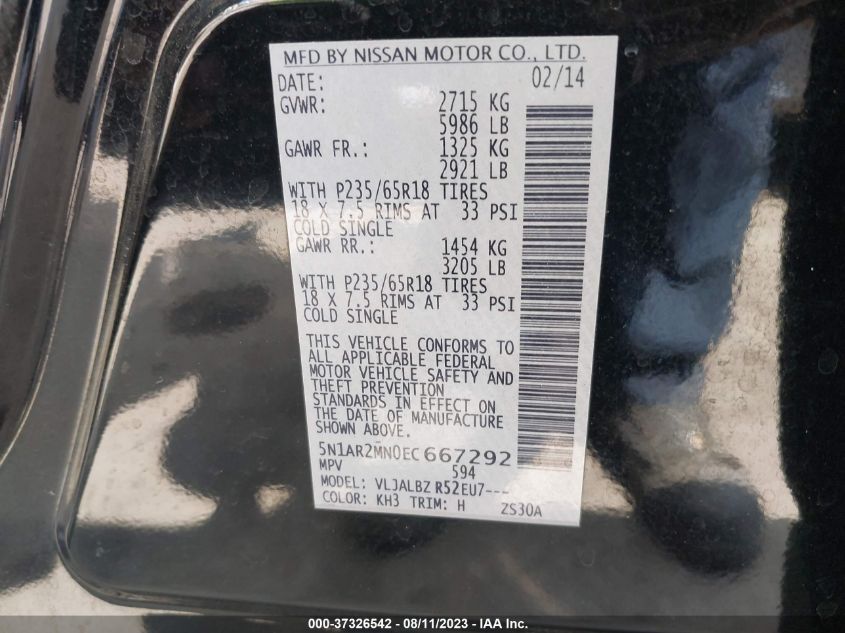 MFD BY NISSAN MOTOR CO., LTD.
DATE: 02/14
GVWR: 2715 KG
5986 LB
GAWR FR.: 1325 KG
2921 LB
WITH P235/65R18 TIRES
18 X 7.5 RIMS AT 33 PSI
COLD SINGLE
GAWR RR.: 1454 KG
3205 LB
WITH P235/65R18 TIRES
18 X 7.5 RIMS AT 33 PSI
COLD SINGLE
THIS VEHICLE CONFORMS TO
ALL APPLICABLE FEDERAL
MOTOR VEHICLE SAFETY AND
THEFT PREVENTION
STANDARDS IN EFFECT ON
THE DATE OF MANUFACTURE
SHOWN ABOVE.
5N1AR2MN0EC 667292
MPV 594
MODEL: VLJALBZ R52EU7---
COLOR: KH3 TRIM: H ZS30A
000-37326542 - 08/11/2023 - IAA Inc.